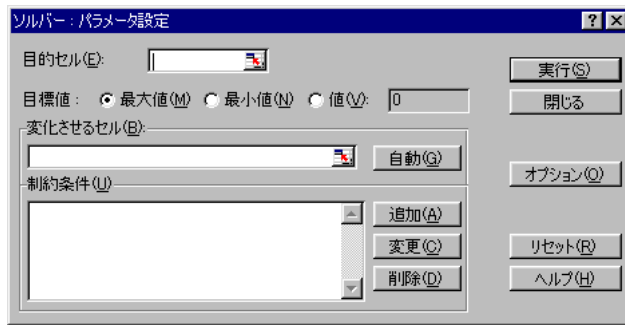 ソルバー：パラメータ設定
目的セル(E):
実行(S)
目標値： 最大値(M) 最小値(N) 値(V): 0
閉じる
変化させるセル(B):
自動(G)
オプション(O)
制約条件(U)
追加(A)
変更(C)
リセット(R)
削除(D)
ヘルプ(H)